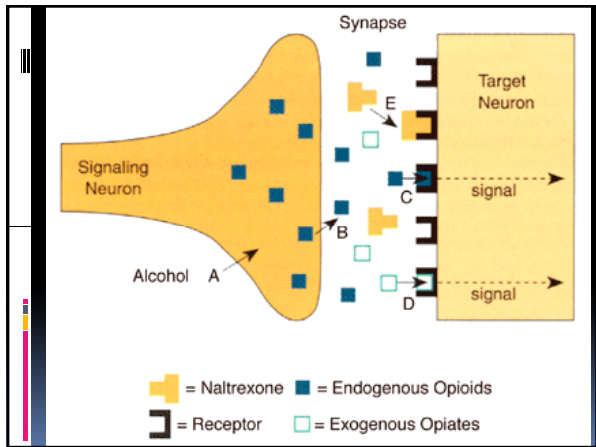 Synapse
Target
Neuron
E
Signaling
Neuron
C
signal
B
Alcohol A
D
signal
= Naltrexone
= Endogenous Opioids
= Receptor
= Exogenous Opiates